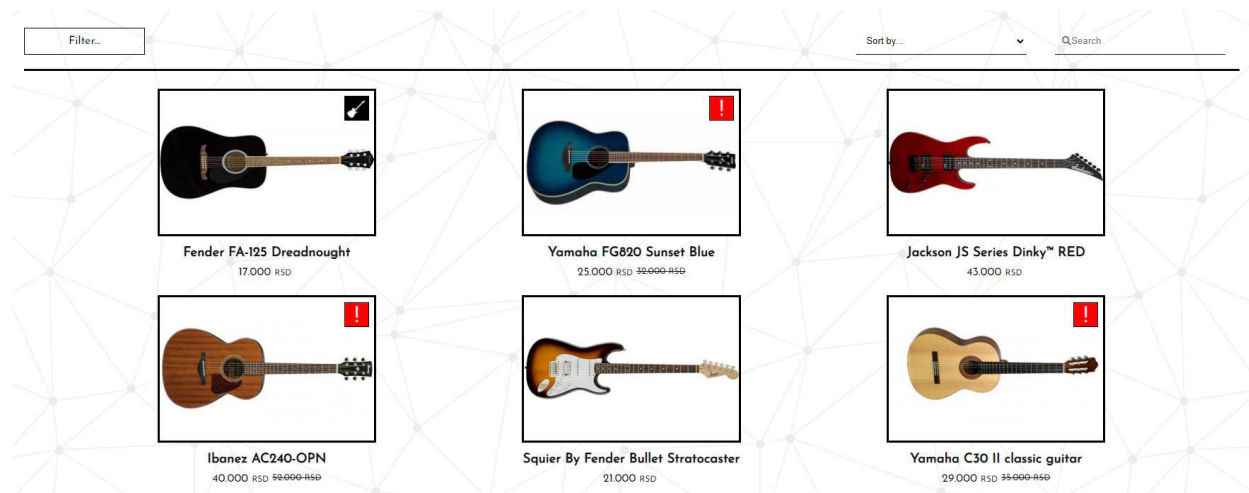 Filter...
Sort by...
Search
!
Fender FA-125 Dreadnought
Yamaha FG820 Sunset Blue
Jackson JS Series Dinky™ RED
17.000 RSD
25.000 RSD 32.000 RSD
43.000 RSD
!
!
Ibanez AC240-OPN
Squier By Fender Bullet Stratocaster
Yamaha C30 II classic guitar
40.000 RSD 52.000 RSD
21.000 RSD
29.000 RSD 35.000 RSD